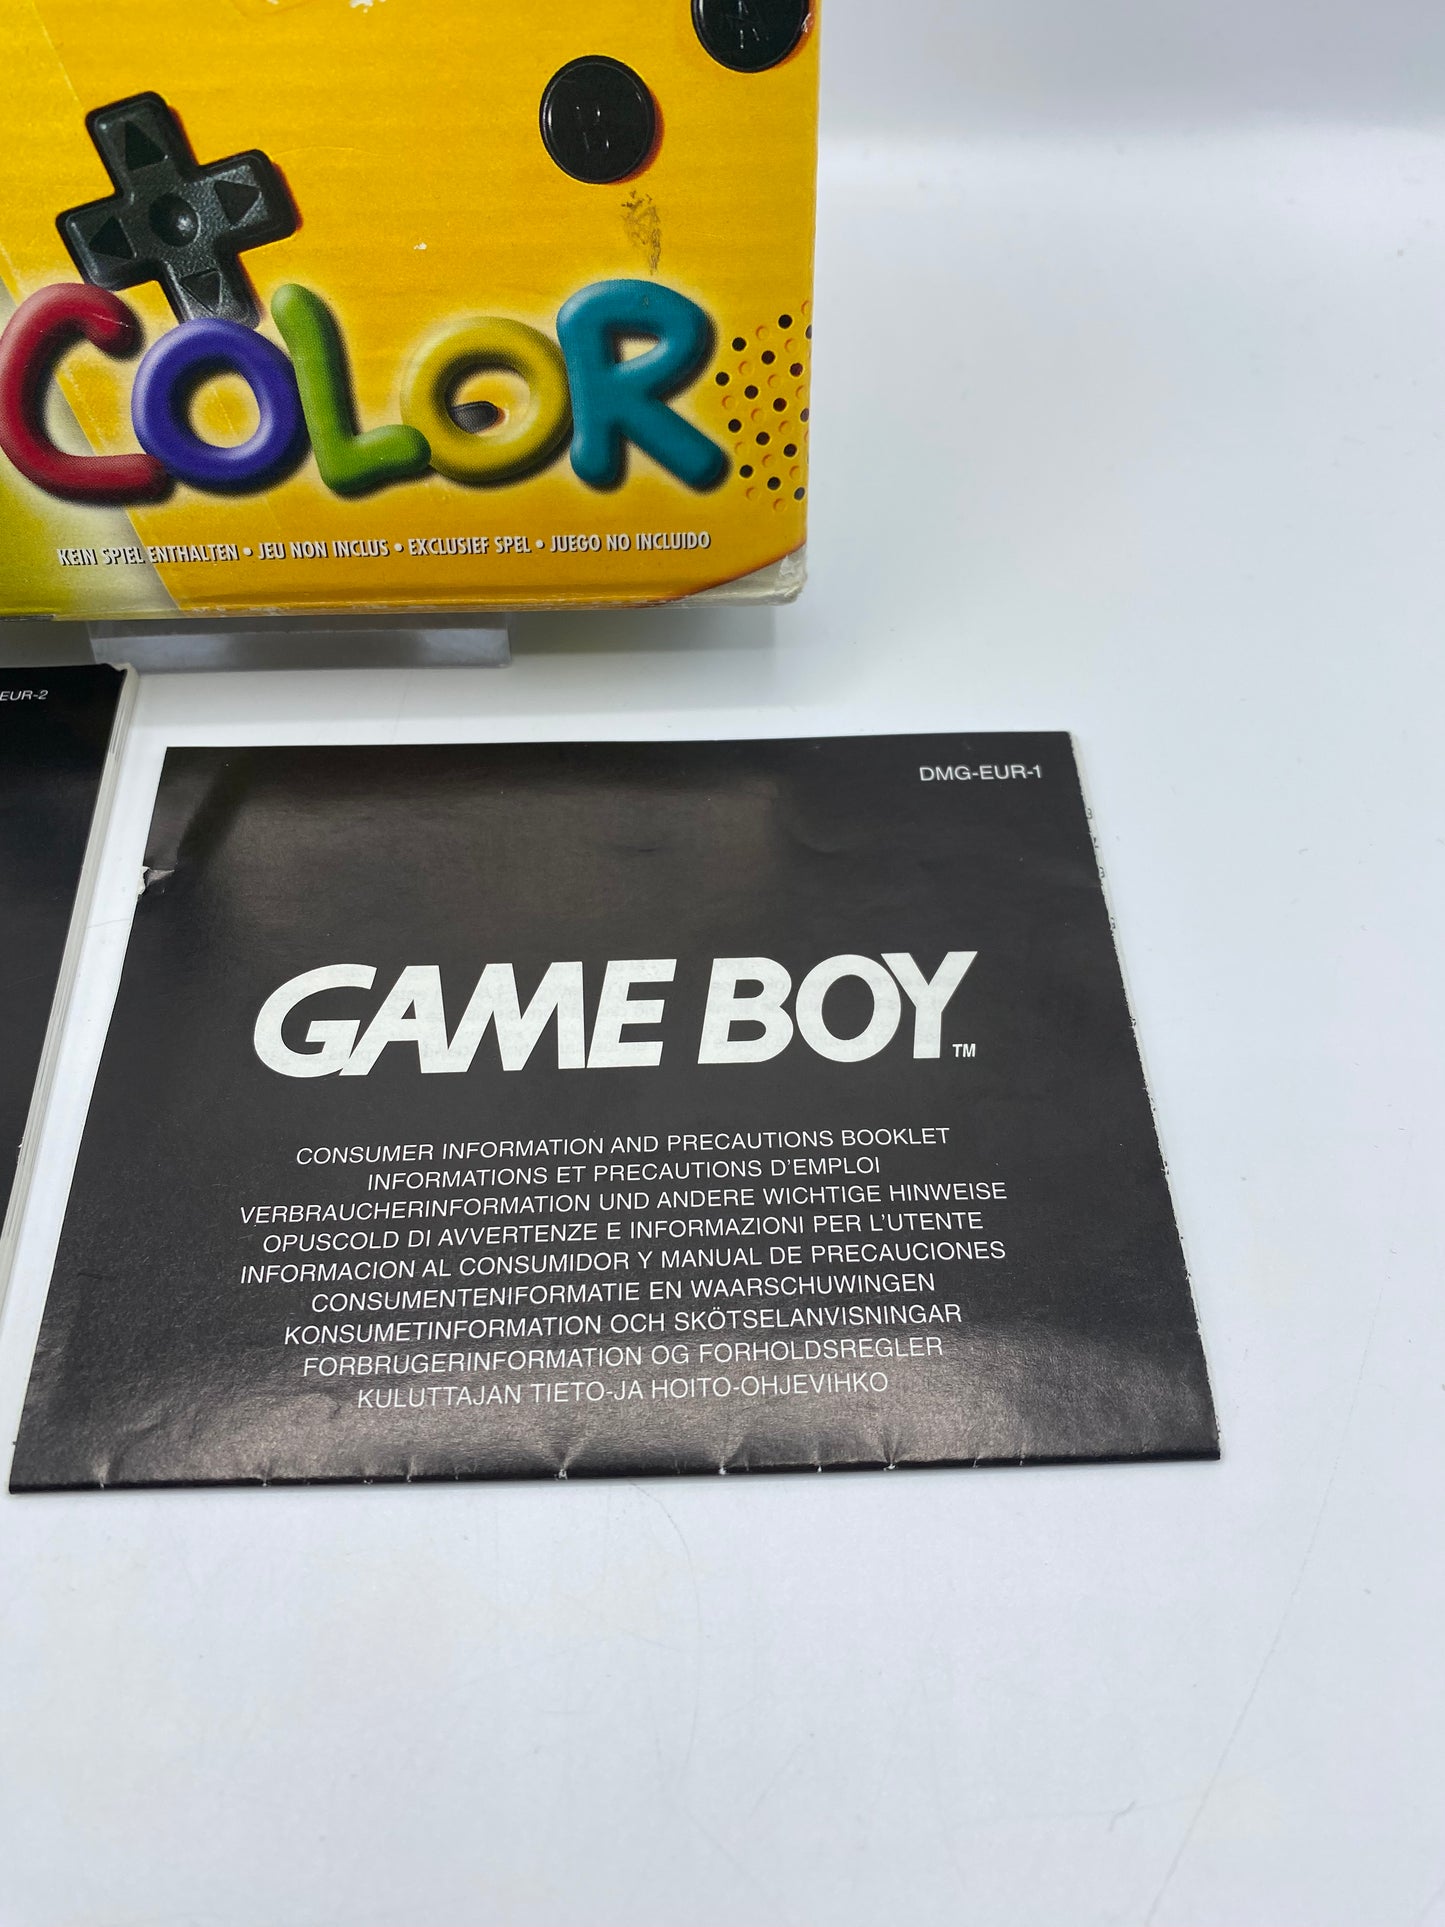 A
B
COLOR
KEIN SPIEL ENTHALTEN • JEU NON INCLUS • EXCLUSIEF SPEL • JUEGO NO INCLUIDO
EUR-2
DMG-EUR-1
GAME BOY™
CONSUMER INFORMATION AND PRECAUTIONS BOOKLET
INFORMATIONS ET PRECAUTIONS D'EMPLOI
VERBRAUCHERINFORMATION UND ANDERE WICHTIGE HINWEISE
OPUSCOLD DI AVVERTENZE E INFORMAZIONI PER L'UTENTE
INFORMACION AL CONSUMIDOR Y MANUAL DE PRECAUCIONES
CONSUMENTENIFORMATIE EN WAARSCHUWINGEN
KONSUMETINFORMATION OCH SKÖTSELANVISNINGAR
FORBRUGERINFORMATION OG FORHOLDSREGLER
KULUTTAJAN TIETO-JA HOITO-OHJEVIHKO